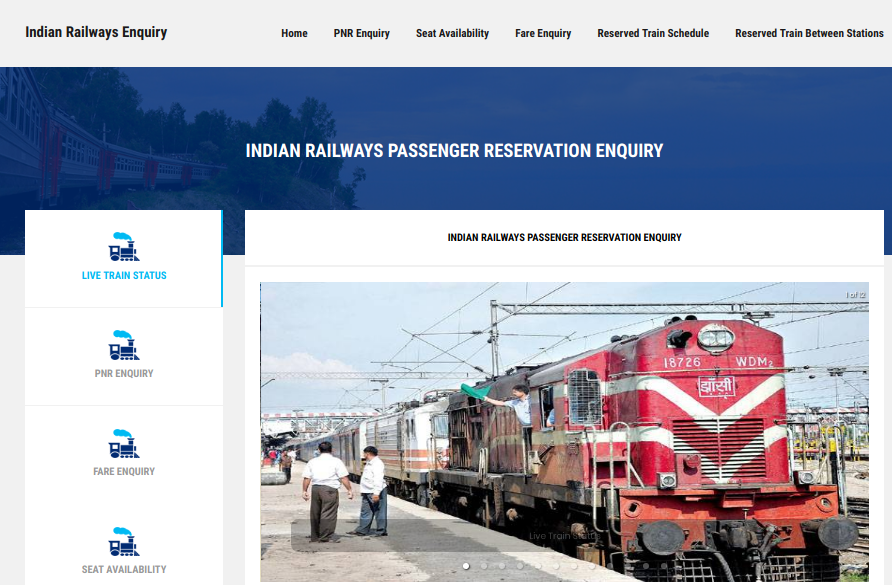 Indian Railways Enquiry
Home PNR Enquiry Seat Availability Fare Enquiry Reserved Train Schedule Reserved Train Between Stations
INDIAN RAILWAYS PASSENGER RESERVATION ENQUIRY
LIVE TRAIN STATUS
PNR ENQUIRY
FARE ENQUIRY
SEAT AVAILABILITY
INDIAN RAILWAYS PASSENGER RESERVATION ENQUIRY
1 of 12
18726 WDM2
झाँसी
Live Train Status